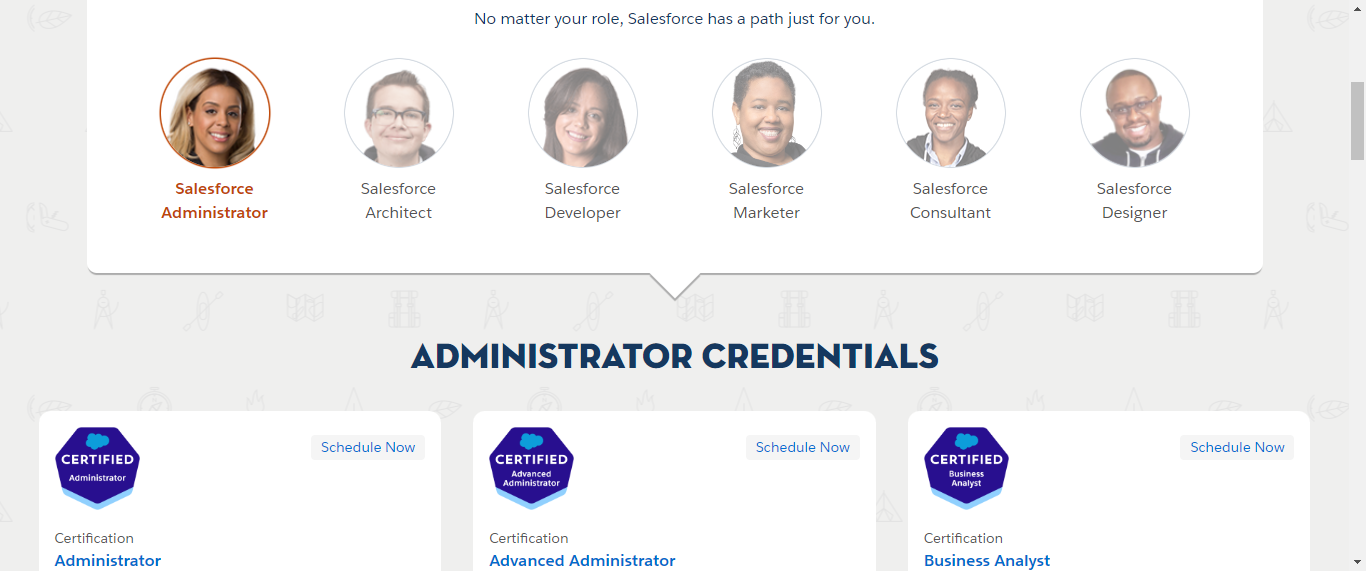 No matter your role, Salesforce has a path just for you.
Salesforce
Administrator
Salesforce
Architect
Salesforce
Developer
Salesforce
Marketer
Salesforce
Consultant
Salesforce
Designer
ADMINISTRATOR CREDENTIALS
CERTIFIED
Administrator
Schedule Now
Certification
Administrator
CERTIFIED
Advanced
Administrator
Schedule Now
Certification
Advanced Administrator
CERTIFIED
Business
Analyst
Schedule Now
Certification
Business Analyst